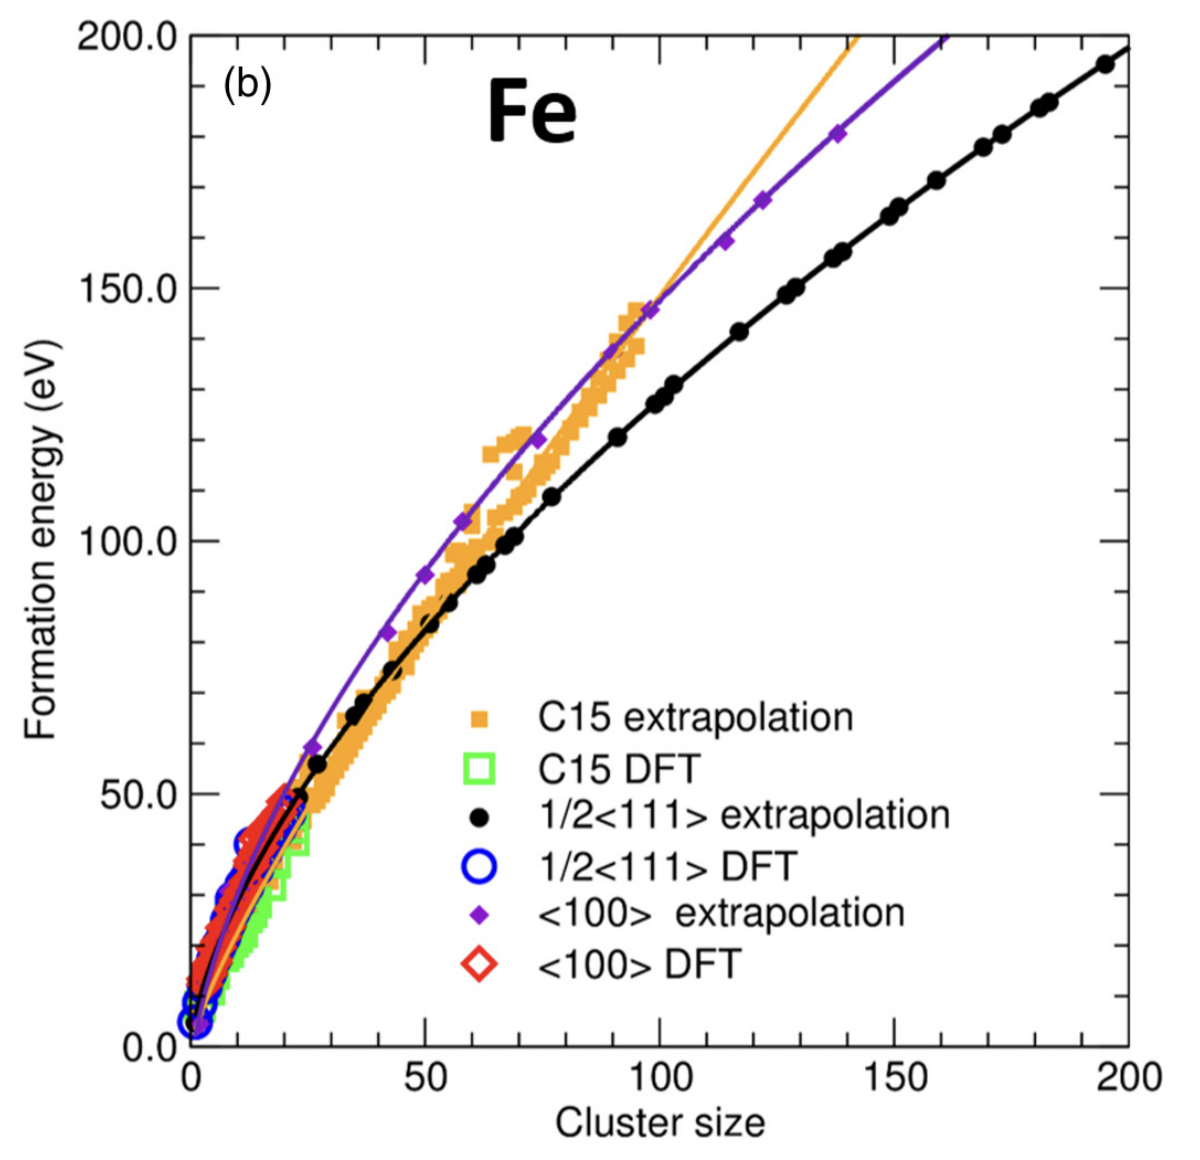 200.0
(b)
Fe
150.0
100.0
50.0
0.0
Formation energy (eV)
C15 extrapolation
C15 DFT
1/2<111> extrapolation
1/2<111> DFT
<100> extrapolation
<100> DFT
0 50 100 150 200
Cluster size